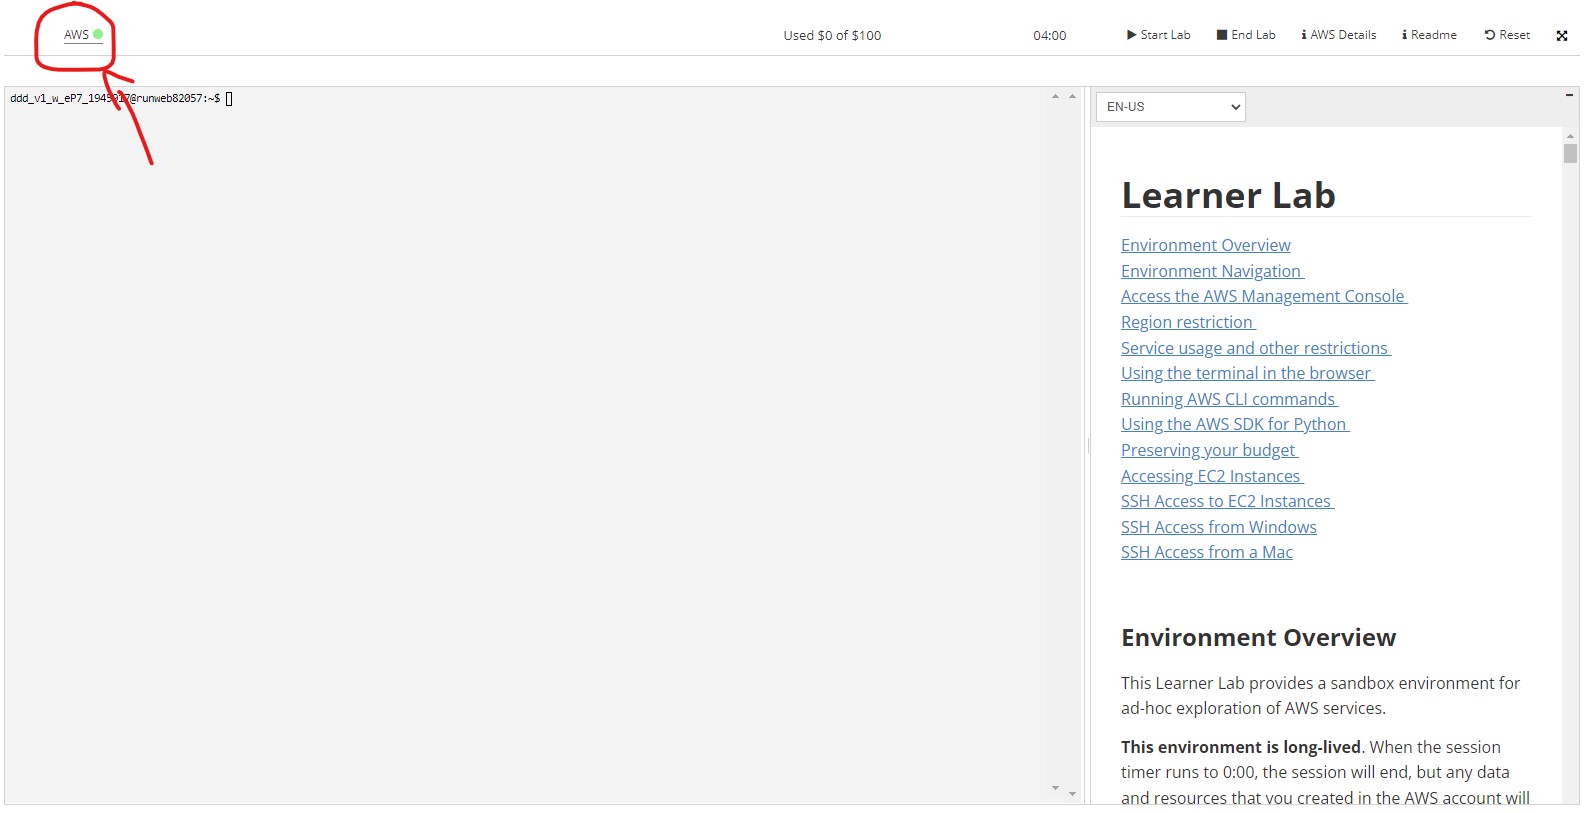 AWS
Used $0 of $100
04:00
Start Lab
End Lab
AWS Details
Readme
Reset
ddd_v1_w_eP7_1945917@runweb82057:~$
EN-US
Learner Lab
Environment Overview
Environment Navigation
Access the AWS Management Console
Region restriction
Service usage and other restrictions
Using the terminal in the browser
Running AWS CLI commands
Using the AWS SDK for Python
Preserving your budget
Accessing EC2 Instances
SSH Access to EC2 Instances
SSH Access from Windows
SSH Access from a Mac
Environment Overview
This Learner Lab provides a sandbox environment for
ad-hoc exploration of AWS services.
This environment is long-lived. When the session
timer runs to 0:00, the session will end, but any data
and resources that you created in the AWS account will